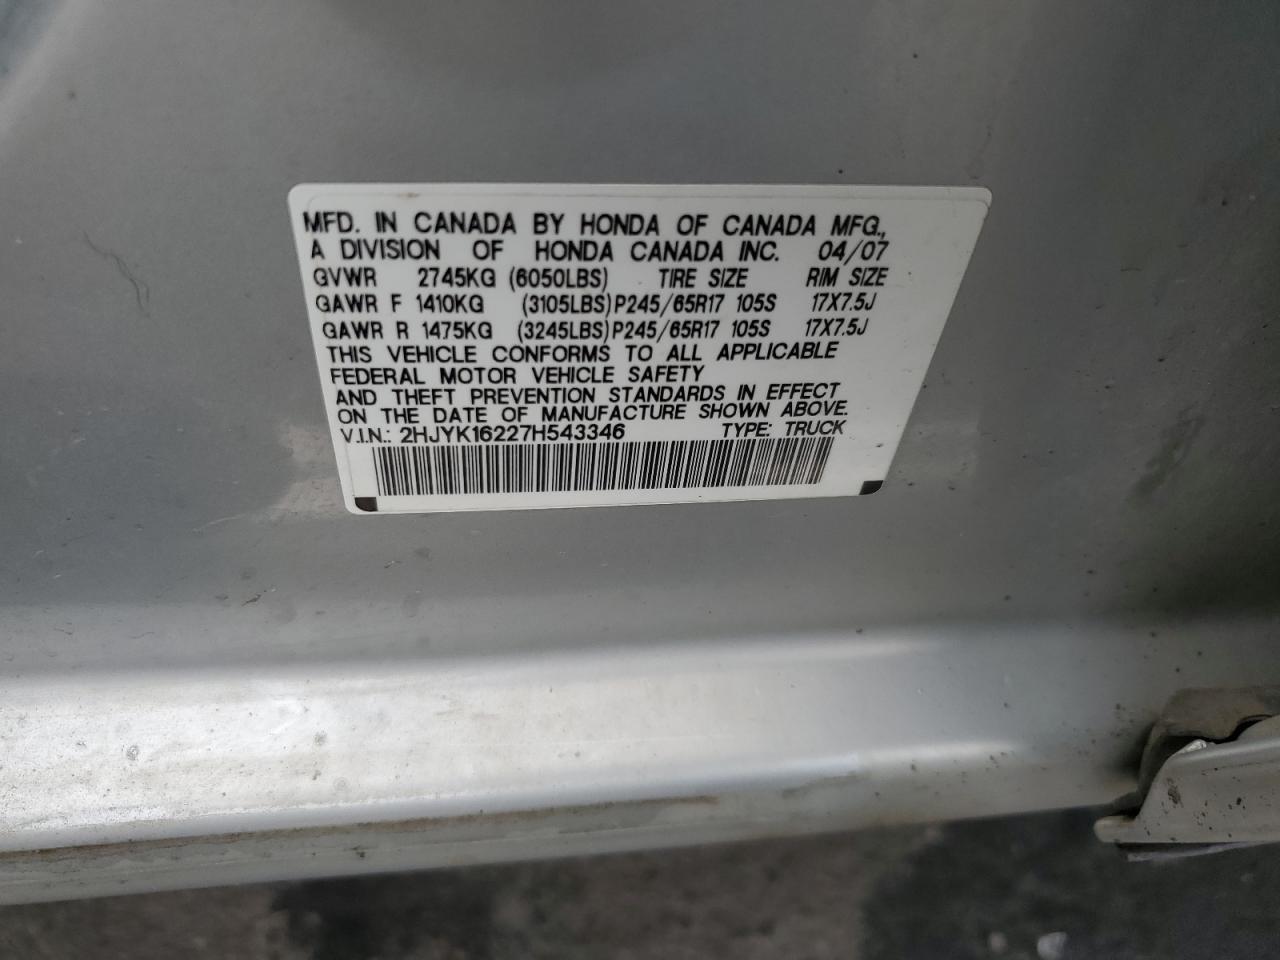 MFD. IN CANADA BY HONDA OF CANADA MFG.,
A DIVISION OF HONDA CANADA INC. 04/07
GVWR 2745KG (6050LBS) TIRE SIZE RIM SIZE
GAWR F 1410KG (3105LBS) P245/65R17 105S 17X7.5J
GAWR R 1475KG (3245LBS) P245/65R17 105S 17X7.5J
THIS VEHICLE CONFORMS TO ALL APPLICABLE
FEDERAL MOTOR VEHICLE SAFETY
AND THEFT PREVENTION STANDARDS IN EFFECT
ON THE DATE OF MANUFACTURE SHOWN ABOVE.
V.I.N.: 2HJYK16227H543346 TYPE: TRUCK